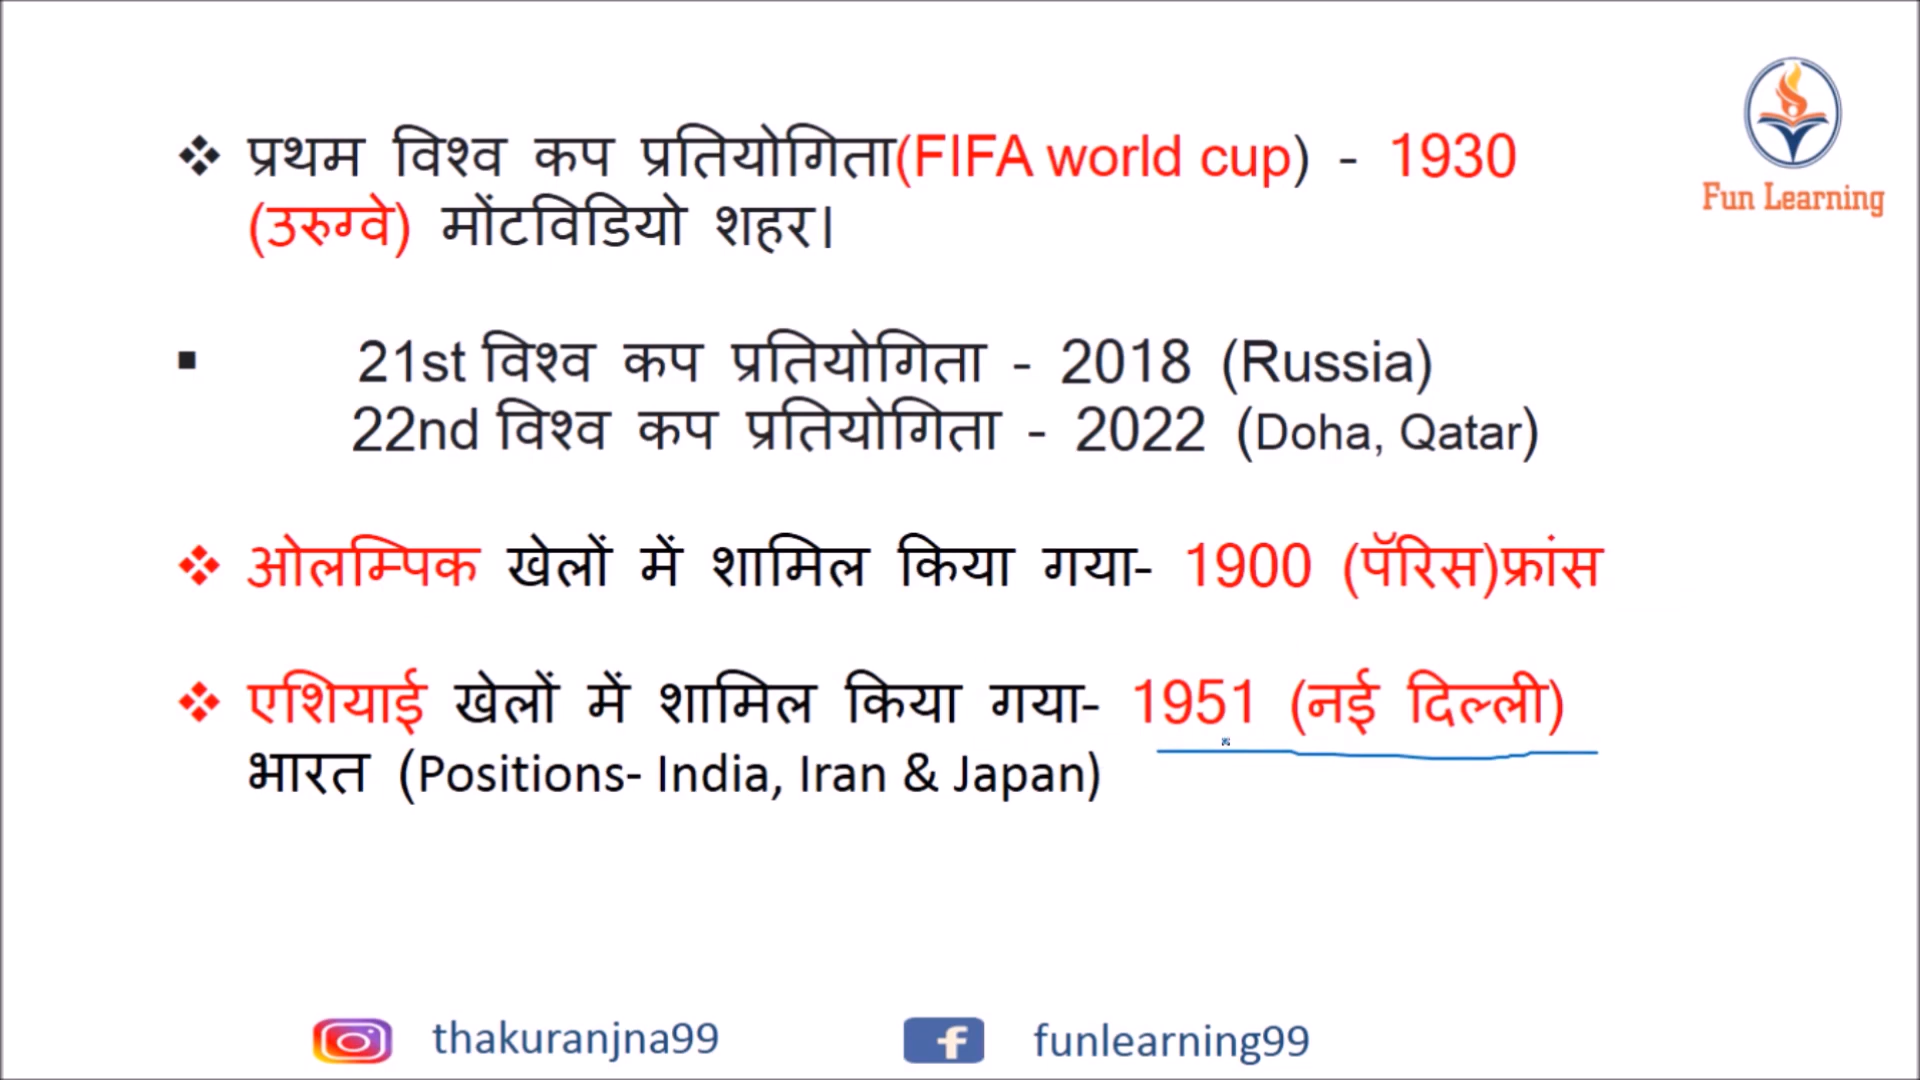 प्रथम विश्व कप प्रतियोगिता(FIFA world cup) - 1930
(उरुग्वे) मोंटविडियो शहर।
Fun Learning
21st विश्व कप प्रतियोगिता - 2018 (Russia)
22nd विश्व कप प्रतियोगिता - 2022 (Doha, Qatar)
ओलम्पिक खेलों में शामिल किया गया- 1900 (पॅरिस)फ्रांस
एशियाई खेलों में शामिल किया गया- 1951 (नई दिल्ली)
भारत (Positions- India, Iran & Japan)
thakuranjna99
funlearning99